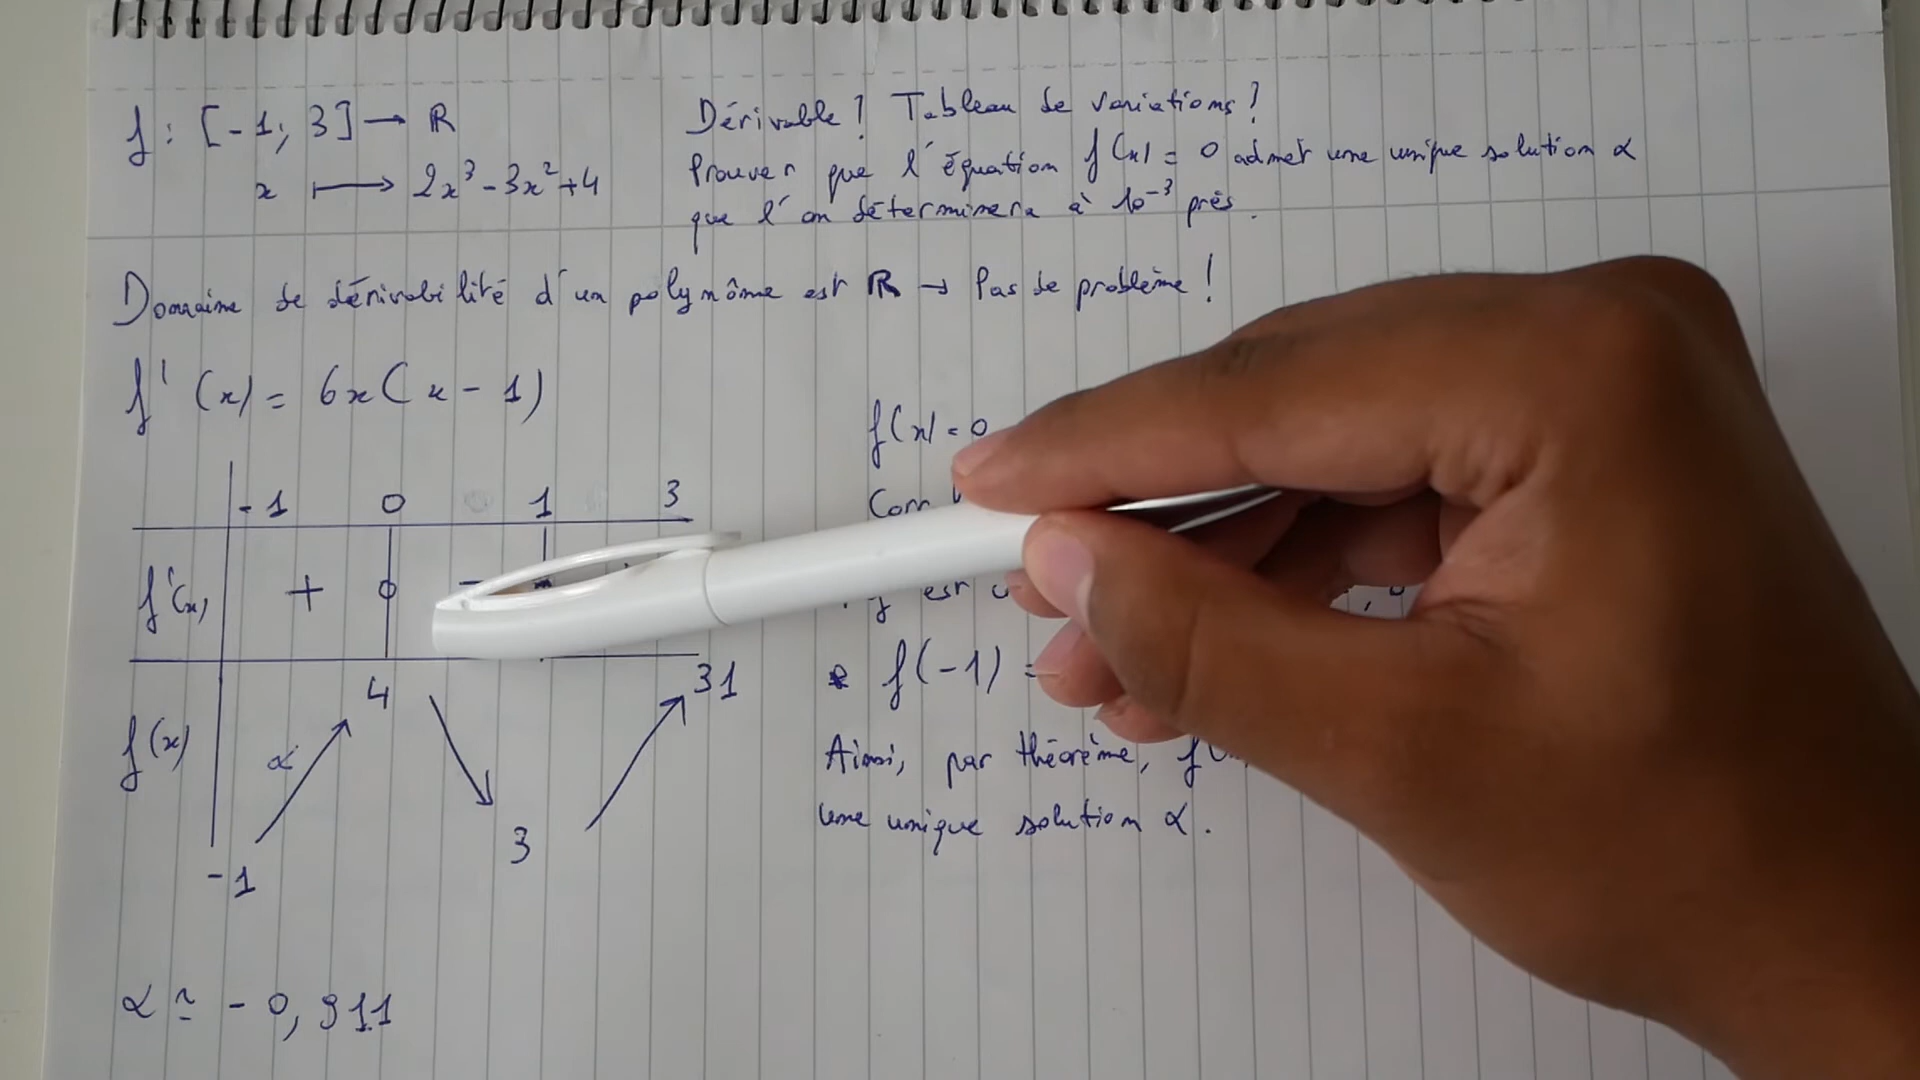 f : [-1; 3] → ℝ
x ⟼ 2x³-3x²+4
Dérivable? Tableau de variations?
Prouver que l'équation f(x) = 0 admet une unique solution α
que l'on déterminera à 10⁻³ près.
Domaine de dérivabilité d'un polynôme est ℝ → Pas de problème!
f'(x) = 6x(x - 1)
-1 0 1 3
f'(x) + 0 -
f(x) -1 α 4 3 31
α ≃ - 0,911
f(x) = 0
f est
• f(-1) =
Ainsi, par théorème,
une unique solution α.